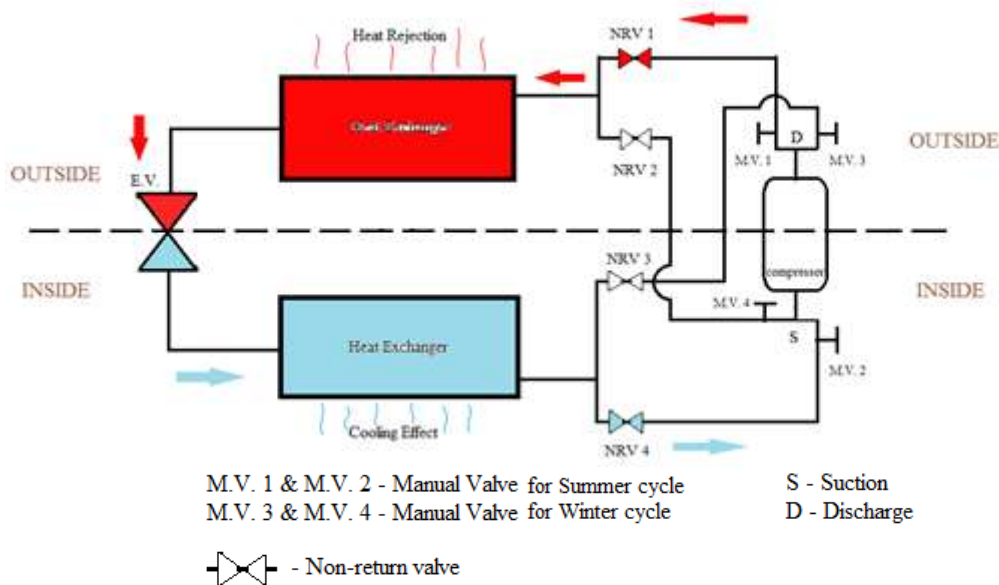 Heat Rejection
NRV 1
D
M.V. 1
M.V. 3
NRV 2
OUTSIDE
OUTSIDE
E.V.
INSIDE
INSIDE
NRV 3
compressor
M.V. 4
S
M.V. 2
Heat Exchanger
Cooling Effect
NRV 4
M.V. 1 & M.V. 2 - Manual Valve for Summer cycle
S - Suction
M.V. 3 & M.V. 4 - Manual Valve for Winter cycle
D - Discharge
- Non-return valve